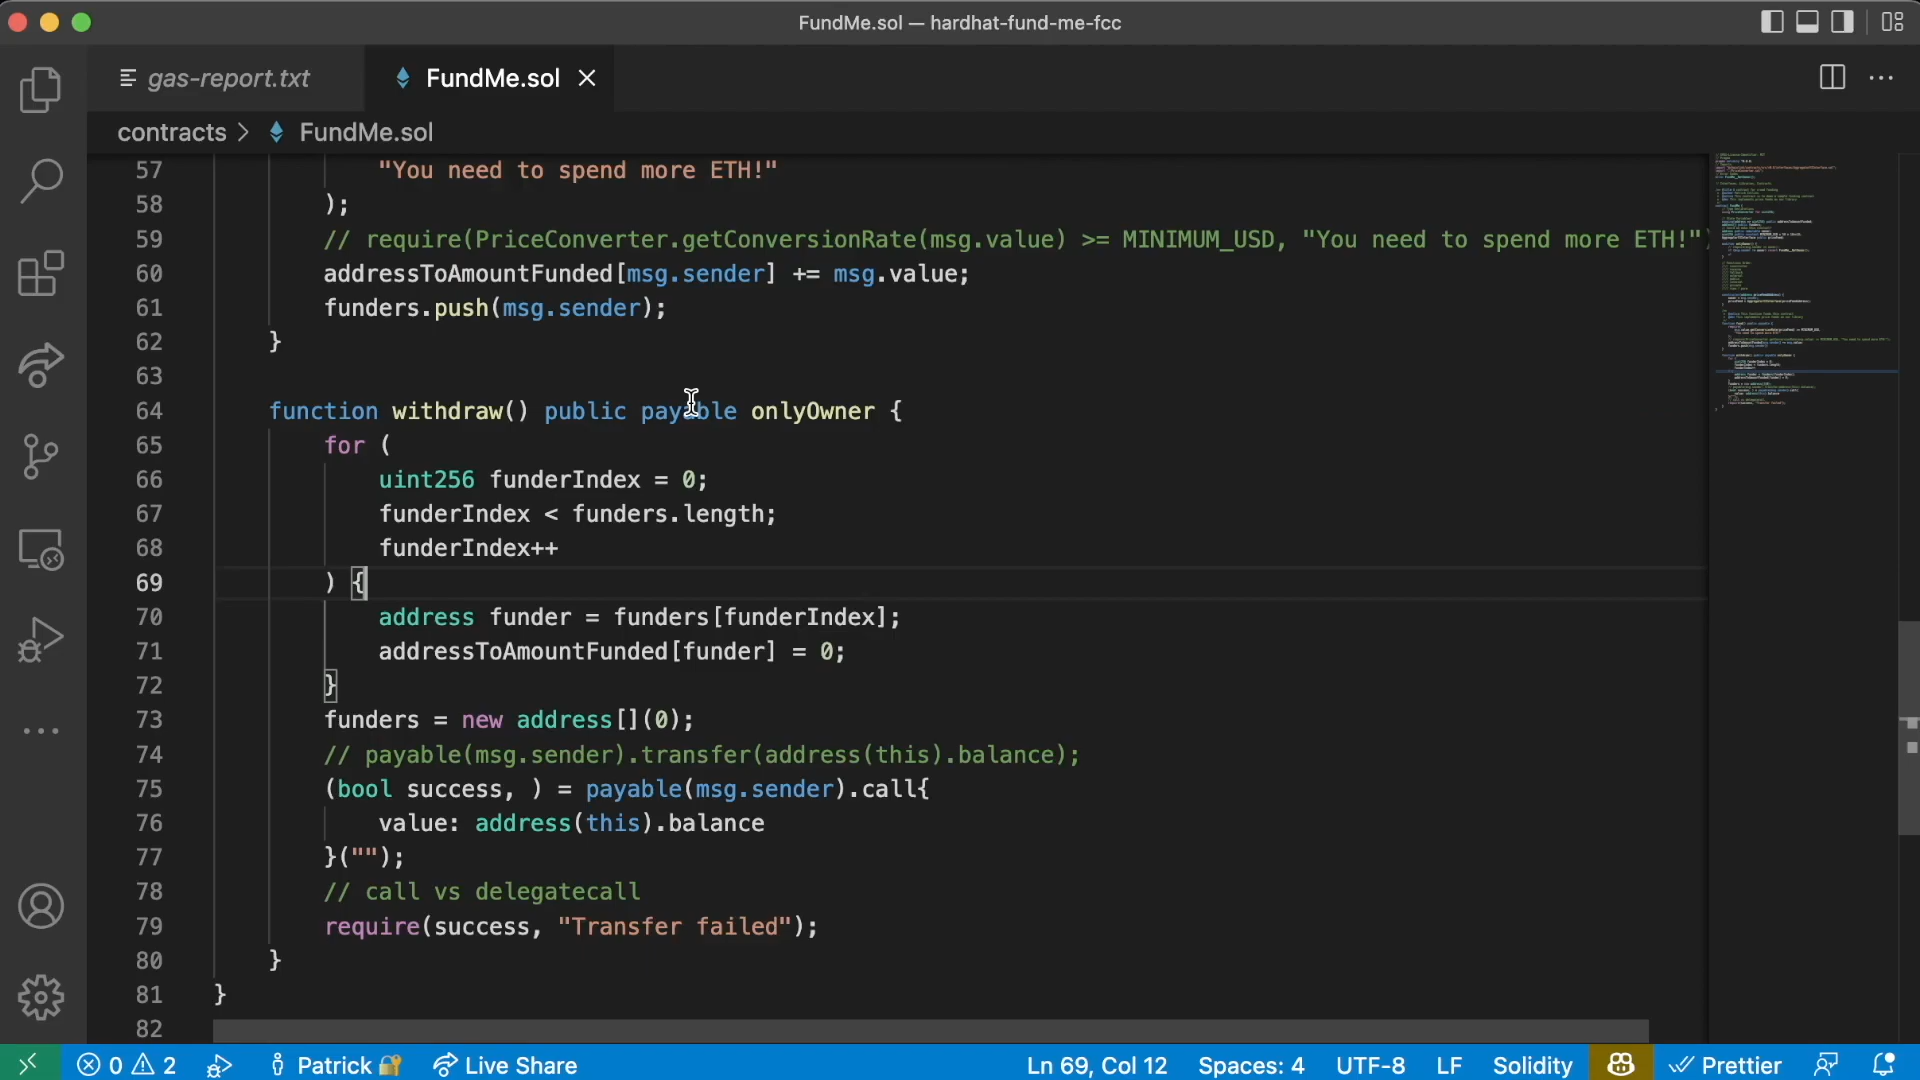 FundMe.sol — hardhat-fund-me-fcc
gas-report.txt
FundMe.sol
contracts > FundMe.sol
57 "You need to spend more ETH!"
58 );
59 // require(PriceConverter.getConversionRate(msg.value) >= MINIMUM_USD, "You need to spend more ETH!"
60 addressToAmountFunded[msg.sender] += msg.value;
61 funders.push(msg.sender);
62 }
63
64 function withdraw() public payable onlyOwner {
65 for (
66 uint256 funderIndex = 0;
67 funderIndex < funders.length;
68 funderIndex++
69 ) {
70 address funder = funders[funderIndex];
71 addressToAmountFunded[funder] = 0;
72 }
73 funders = new address[](0);
74 // payable(msg.sender).transfer(address(this).balance);
75 (bool success, ) = payable(msg.sender).call{
76 value: address(this).balance
77 }("");
78 // call vs delegatecall
79 require(success, "Transfer failed");
80 }
81 }
82
0 2 Patrick Live Share Ln 69, Col 12 Spaces: 4 UTF-8 LF Solidity Prettier